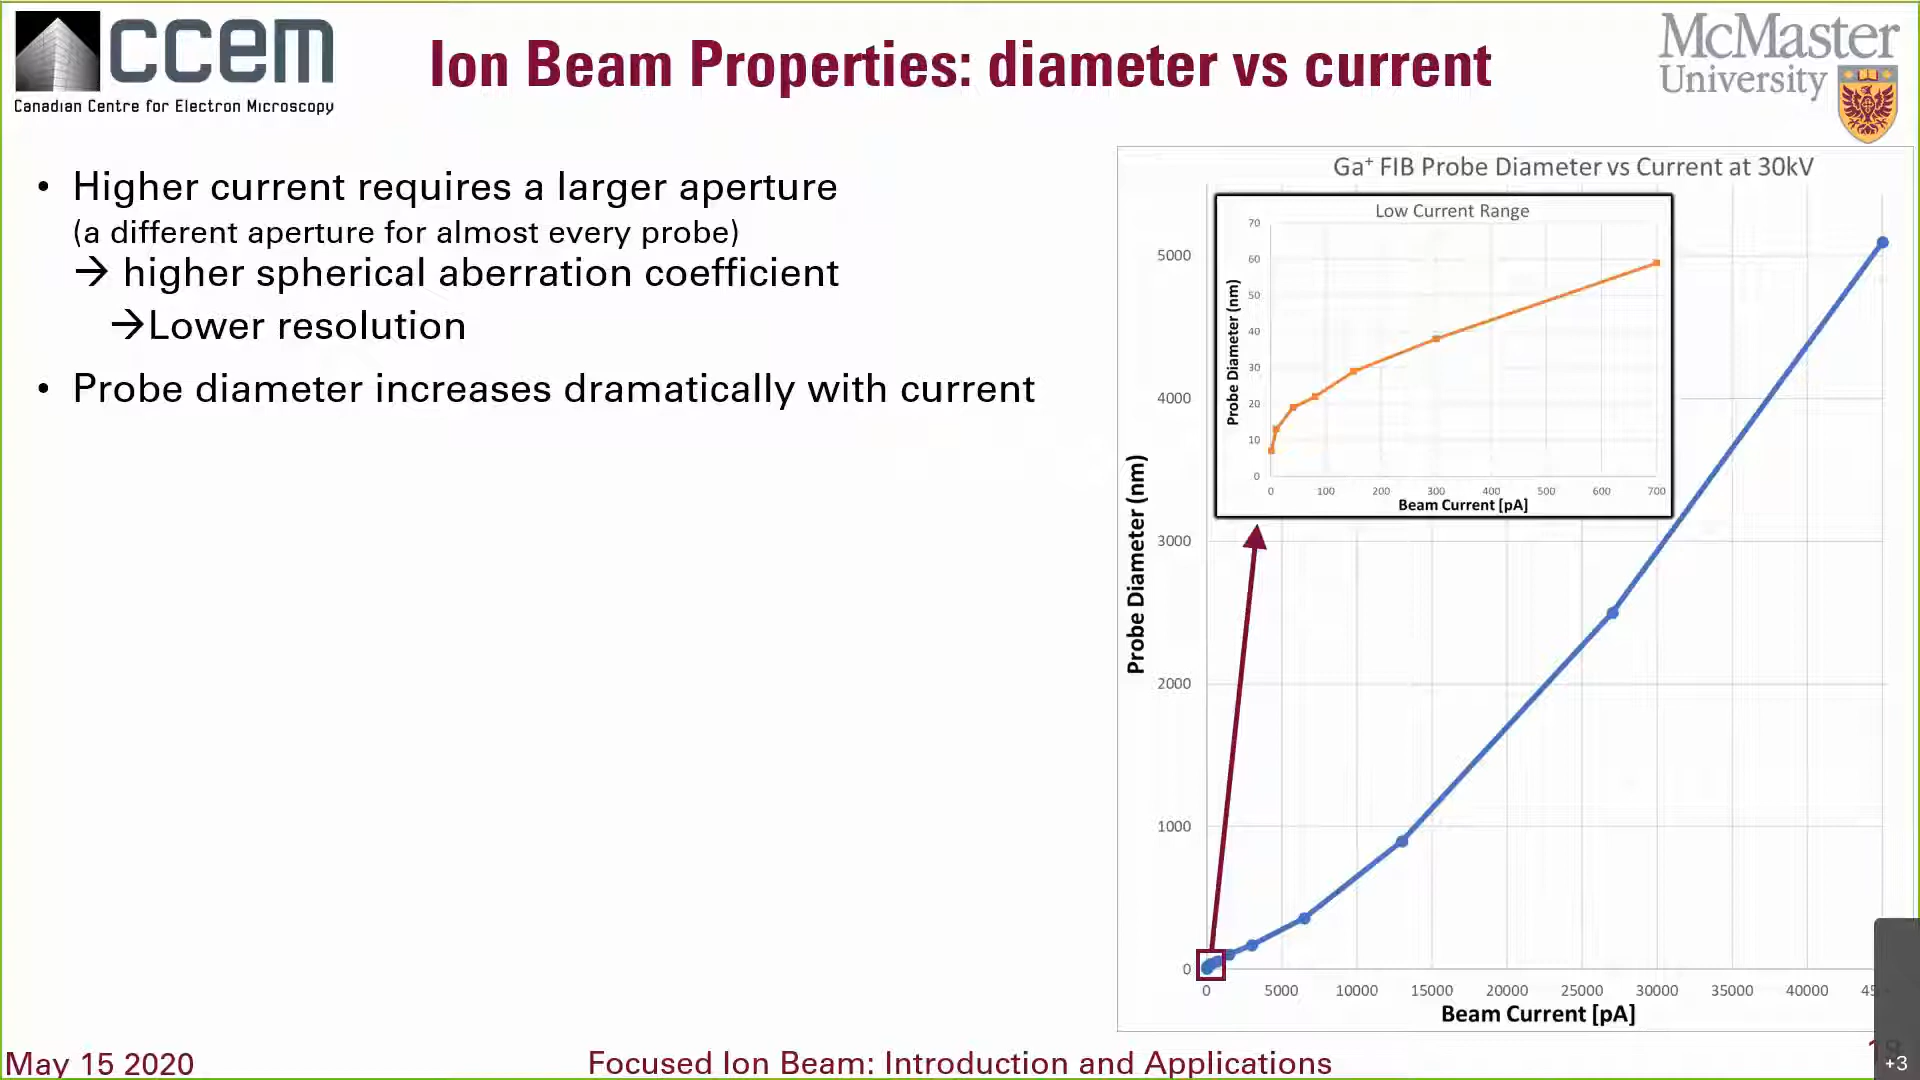 ccem
Canadian Centre for Electron Microscopy
Ion Beam Properties: diameter vs current
McMaster
University
• Higher current requires a larger aperture
(a different aperture for almost every probe)
→ higher spherical aberration coefficient
→Lower resolution
• Probe diameter increases dramatically with current
Ga⁺ FIB Probe Diameter vs Current at 30kV
Low Current Range
Probe Diameter (nm)
70
60
50
40
30
20
10
0
0 100 200 300 400 500 600 700
Beam Current [pA]
Probe Diameter (nm)
5000
4000
3000
2000
1000
0
0 5000 10000 15000 20000 25000 30000 35000 40000
Beam Current [pA]
May 15 2020
Focused Ion Beam: Introduction and Applications
+3